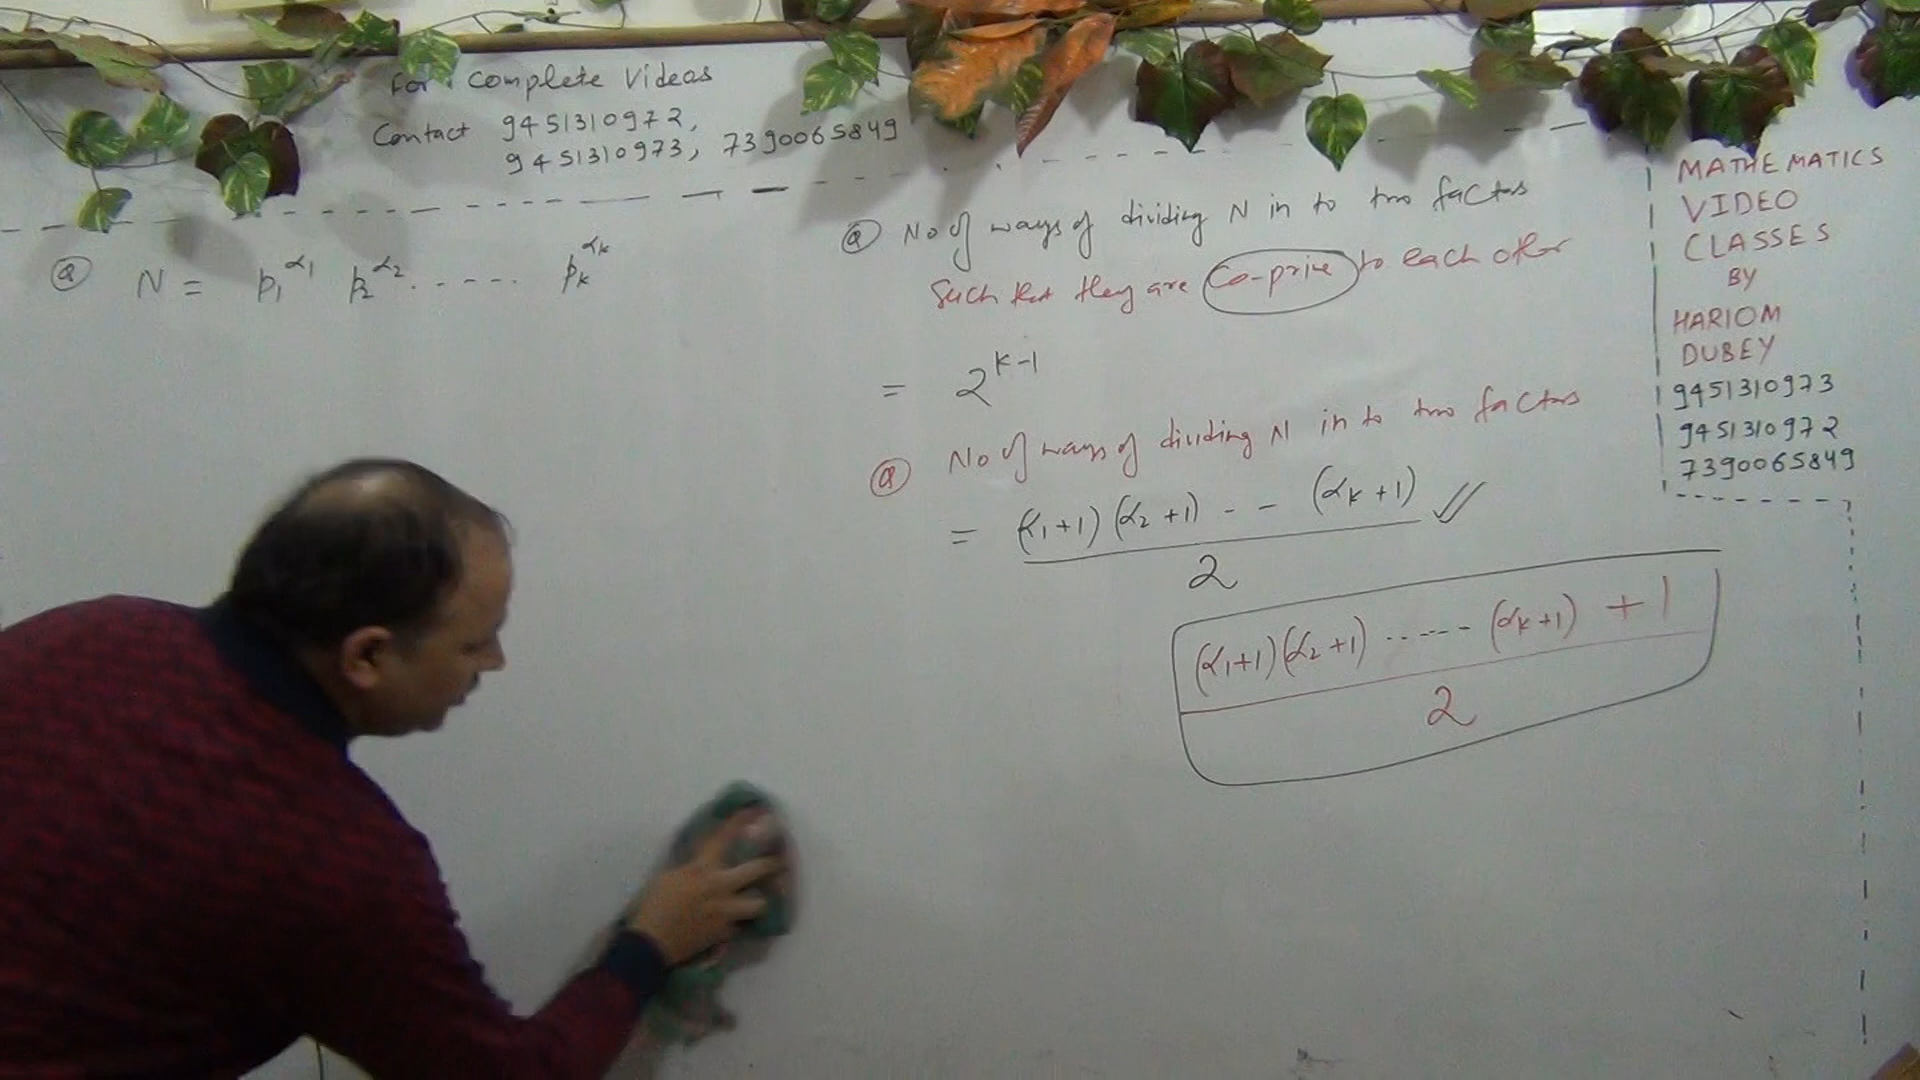 For Complete Videos
Contact 9451310972,
9451310973, 7390065849
Q N = p₁^α₁ p₂^α₂ ...... pₖ^αₖ
Q No of ways of dividing N in to two factors
Such that they are Co-prime to each other
= 2^(k-1)
Q No of ways of dividing N in to two factors
= (α₁+1)(α₂+1) -- (αₖ+1)
2
(α₁+1)(α₂+1) ...... (αₖ+1) + 1
2
MATHEMATICS
VIDEO
CLASSES
BY
HARIOM
DUBEY
9451310973
9451310972
7390065849